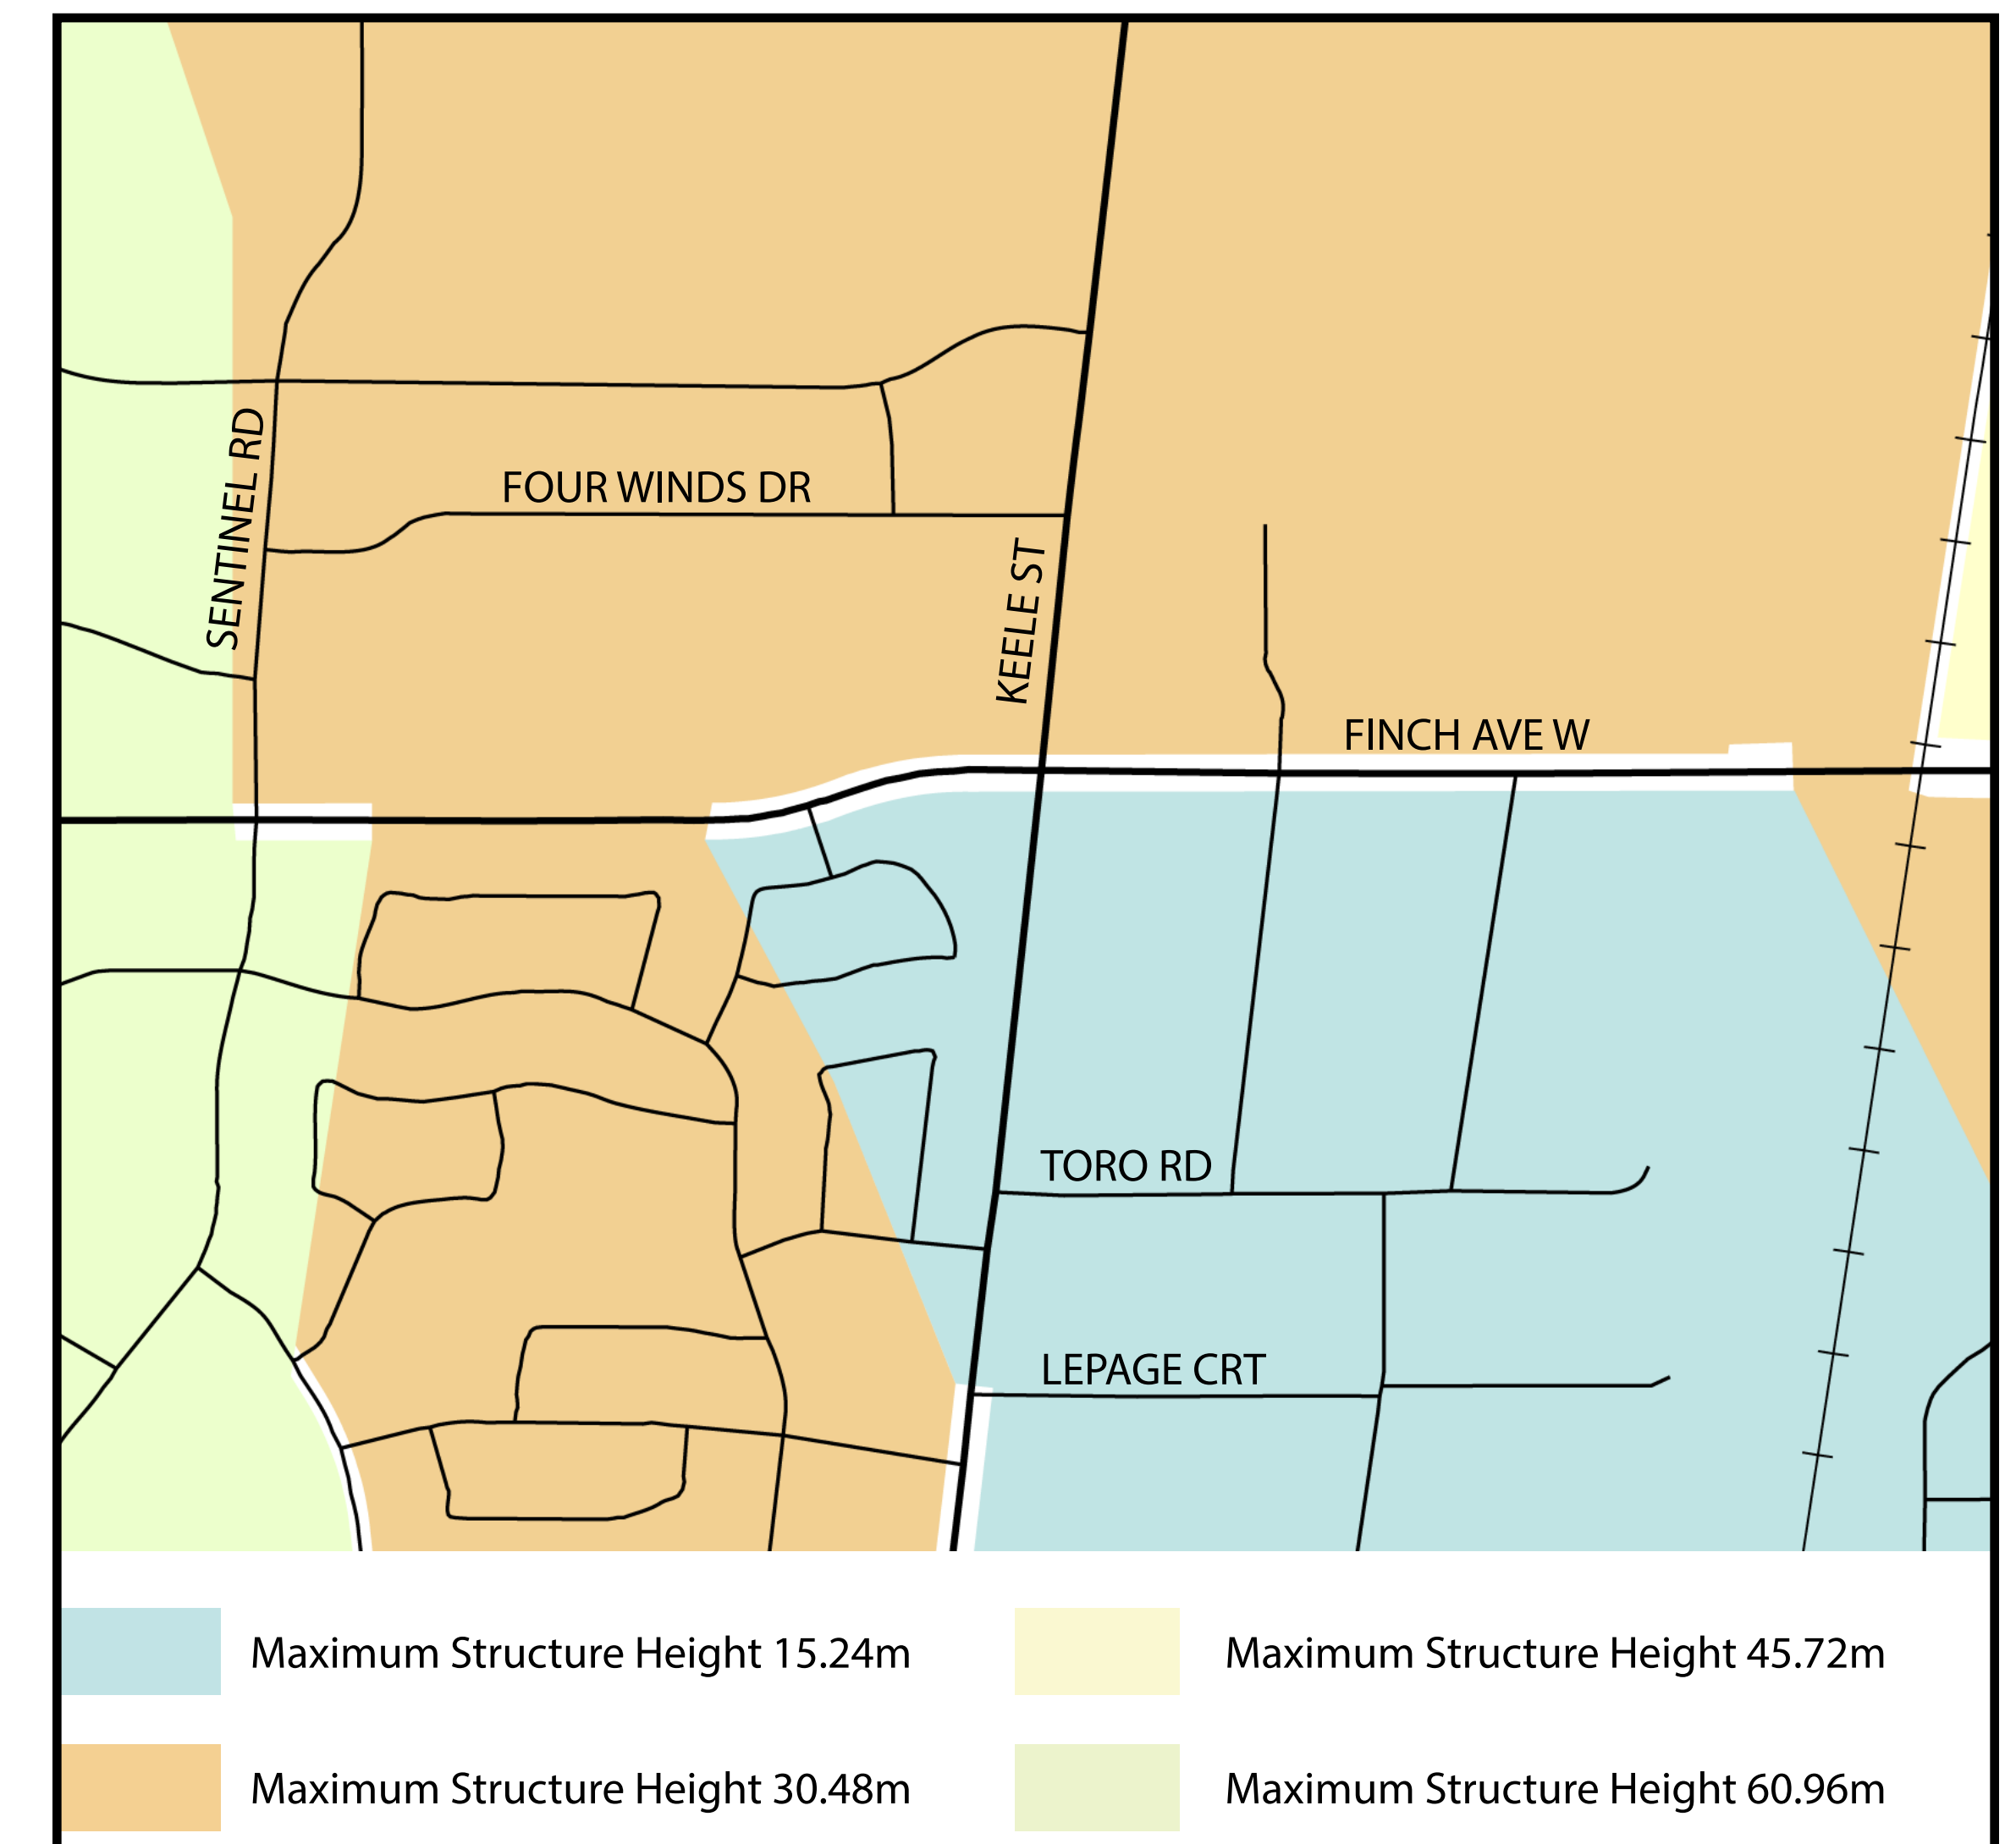 SENTINEL RD
FOUR WINDS DR
KEELE ST
FINCH AVE W
TORO RD
LEPAGE CRT
Maximum Structure Height 15.24m
Maximum Structure Height 45.72m
Maximum Structure Height 30.48m
Maximum Structure Height 60.96m